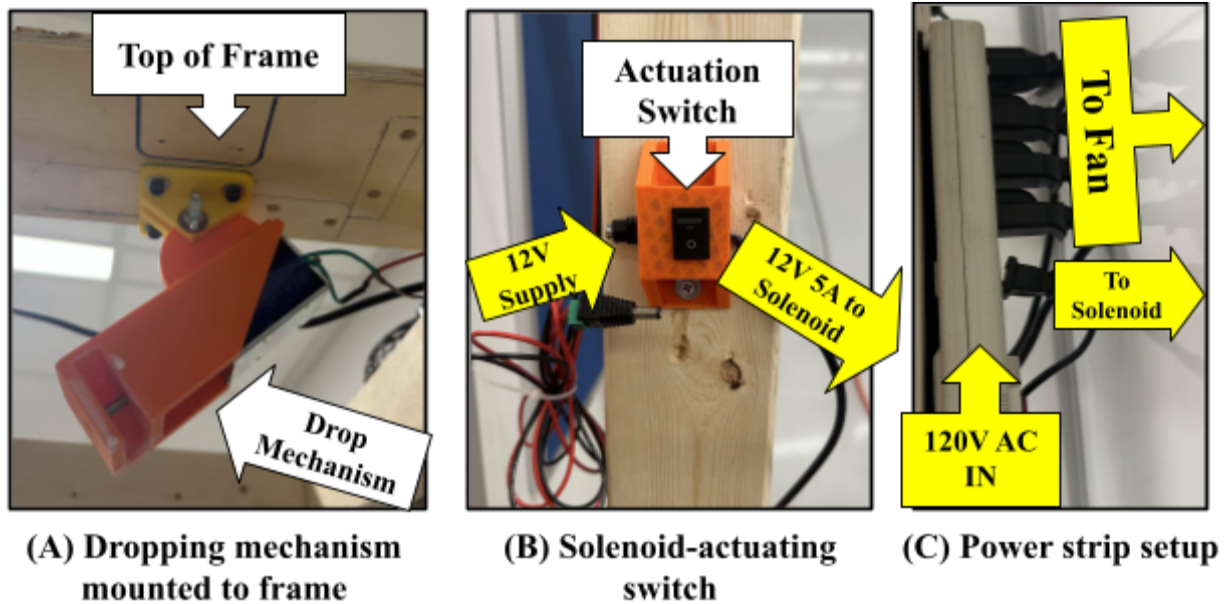 Top of Frame
Drop
Mechanism
(A) Dropping mechanism
mounted to frame
Actuation
Switch
12V
Supply
12V 5A to
Solenoid
(B) Solenoid-actuating
switch
To Fan
To
Solenoid
120V AC
IN
(C) Power strip setup